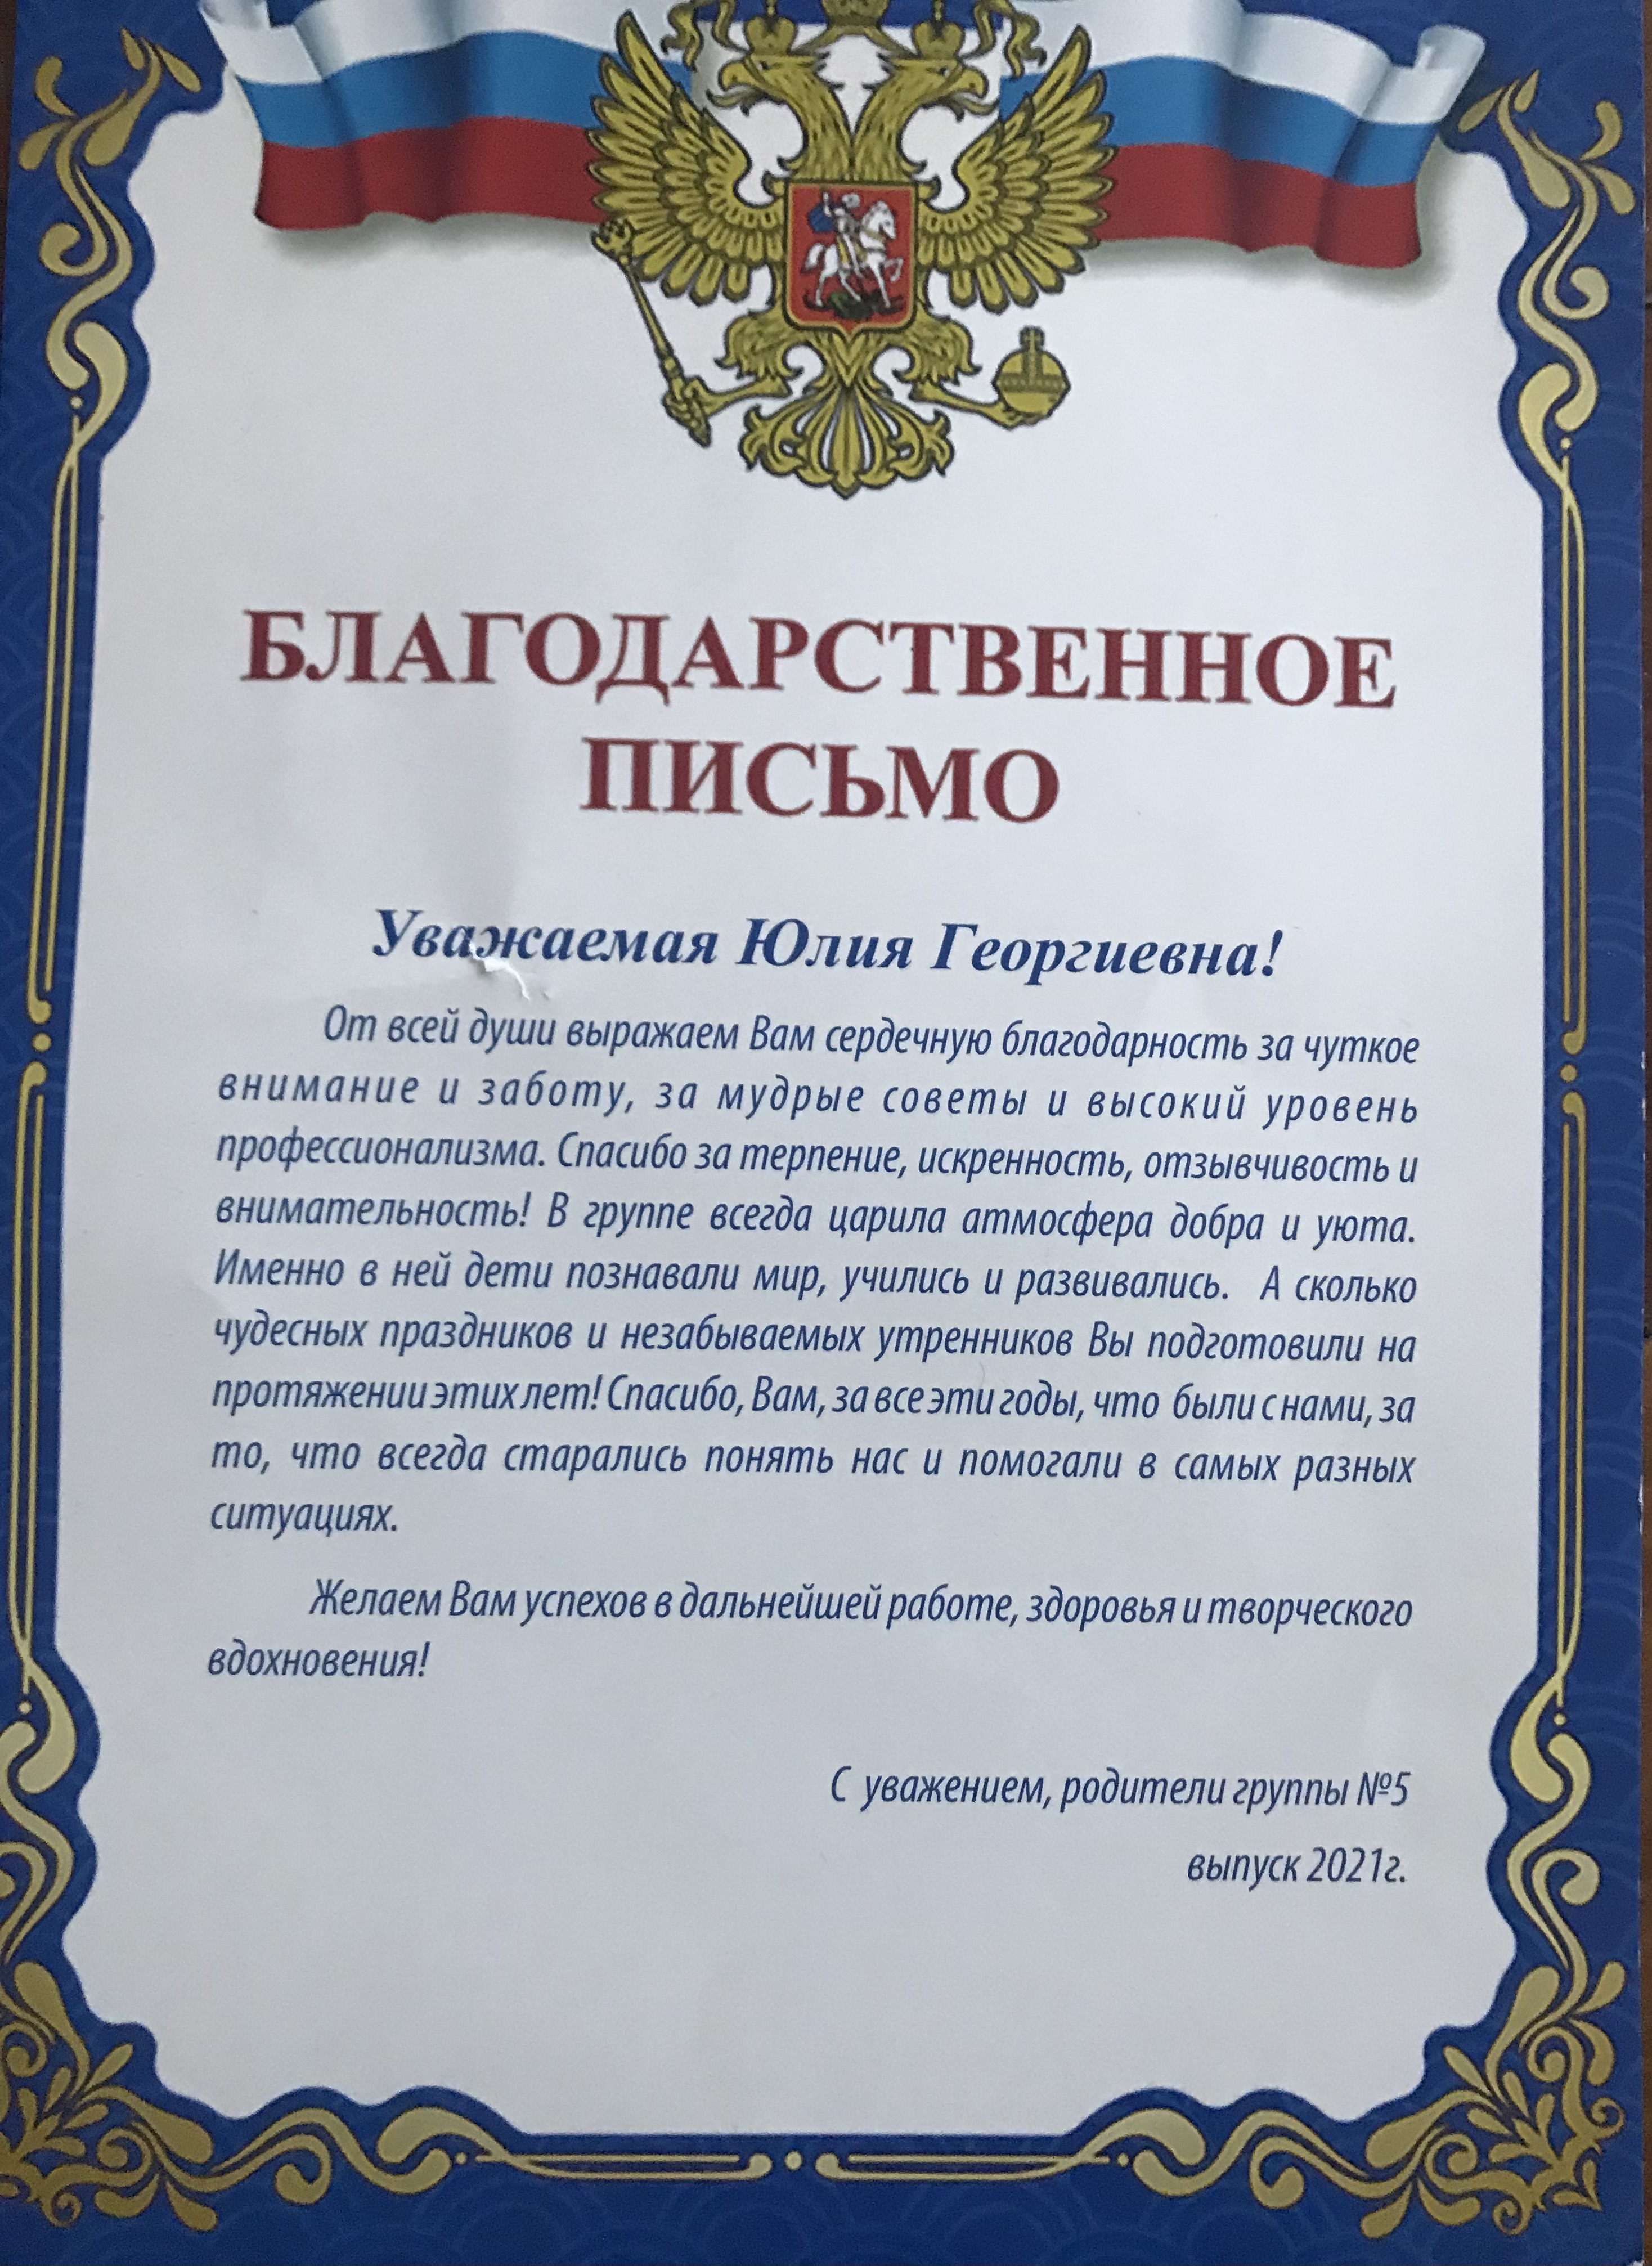 БЛАГОДАРСТВЕННОЕ
ПИСЬМО
Уважаемая Юлия Георгиевна!
От всей души выражаем Вам сердечную благодарность за чуткое
внимание и заботу, за мудрые советы и высокий уровень
профессионализма. Спасибо за терпение, искренность, отзывчивость и
внимательность! В группе всегда царила атмосфера добра и уюта.
Именно в ней дети познавали мир, учились и развивались. А сколько
чудесных праздников и незабываемых утренников Вы подготовили на
протяжении этих лет! Спасибо, Вам, за все эти годы, что были с нами, за
то, что всегда старались понять нас и помогали в самых разных
ситуациях.
Желаем Вам успехов в дальнейшей работе, здоровья и творческого
вдохновения!
С уважением, родители группы №5
выпуск 2021г.